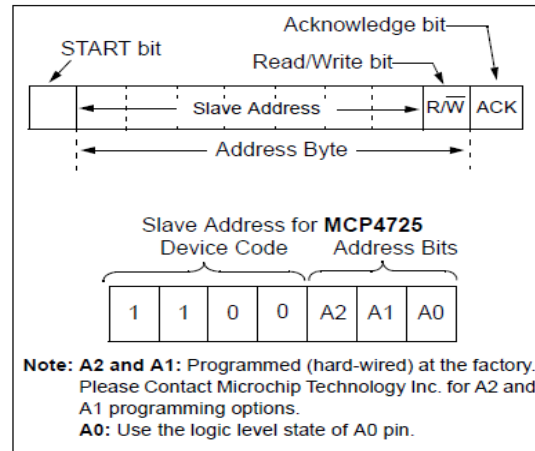 Acknowledge bit
START bit
Read/Write bit
Slave Address R/W̅ ACK
Address Byte
Slave Address for MCP4725
Device Code Address Bits
1 1 0 0 A2 A1 A0
Note: A2 and A1: Programmed (hard-wired) at the factory.
Please Contact Microchip Technology Inc. for A2 and
A1 programming options.
A0: Use the logic level state of A0 pin.